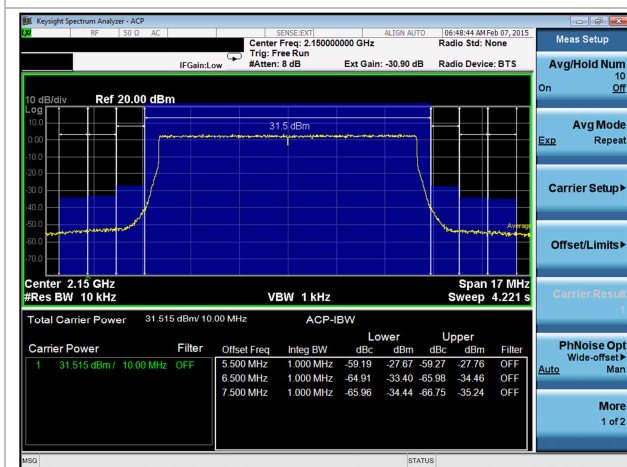 Keysight Spectrum Analyzer - ACP
LXI RF 50 Ω AC SENSE:EXT ALIGN AUTO 06:48:44 AM Feb 07, 2015
Center Freq: 2.150000000 GHz Radio Std: None
Trig: Free Run
IFGain:Low #Atten: 8 dB Ext Gain: -30.90 dB Radio Device: BTS
10 dB/div Ref 20.00 dBm
Log
10.0
0.00
-10.0
-20.0
-30.0
-40.0
-50.0
-60.0
-70.0
31.5 dBm
Average
Center 2.15 GHz Span 17 MHz
#Res BW 10 kHz VBW 1 kHz Sweep 4.221 s
Total Carrier Power 31.515 dBm/ 10.00 MHz ACP-IBW
Lower Upper
Carrier Power Filter Offset Freq Integ BW dBc dBm dBc dBm Filter
1 31.515 dBm / 10.00 MHz OFF 5.500 MHz 1.000 MHz -59.19 -27.67 -59.27 -27.76 OFF
6.500 MHz 1.000 MHz -64.91 -33.40 -65.98 -34.46 OFF
7.500 MHz 1.000 MHz -65.96 -34.44 -66.75 -35.24 OFF
MSG STATUS
Meas Setup
Avg/Hold Num
10
On Off
Avg Mode
Exp Repeat
Carrier Setup
Offset/Limits
Carrier Result
1
PhNoise Opt
Wide-offset
Auto Man
More
1 of 2